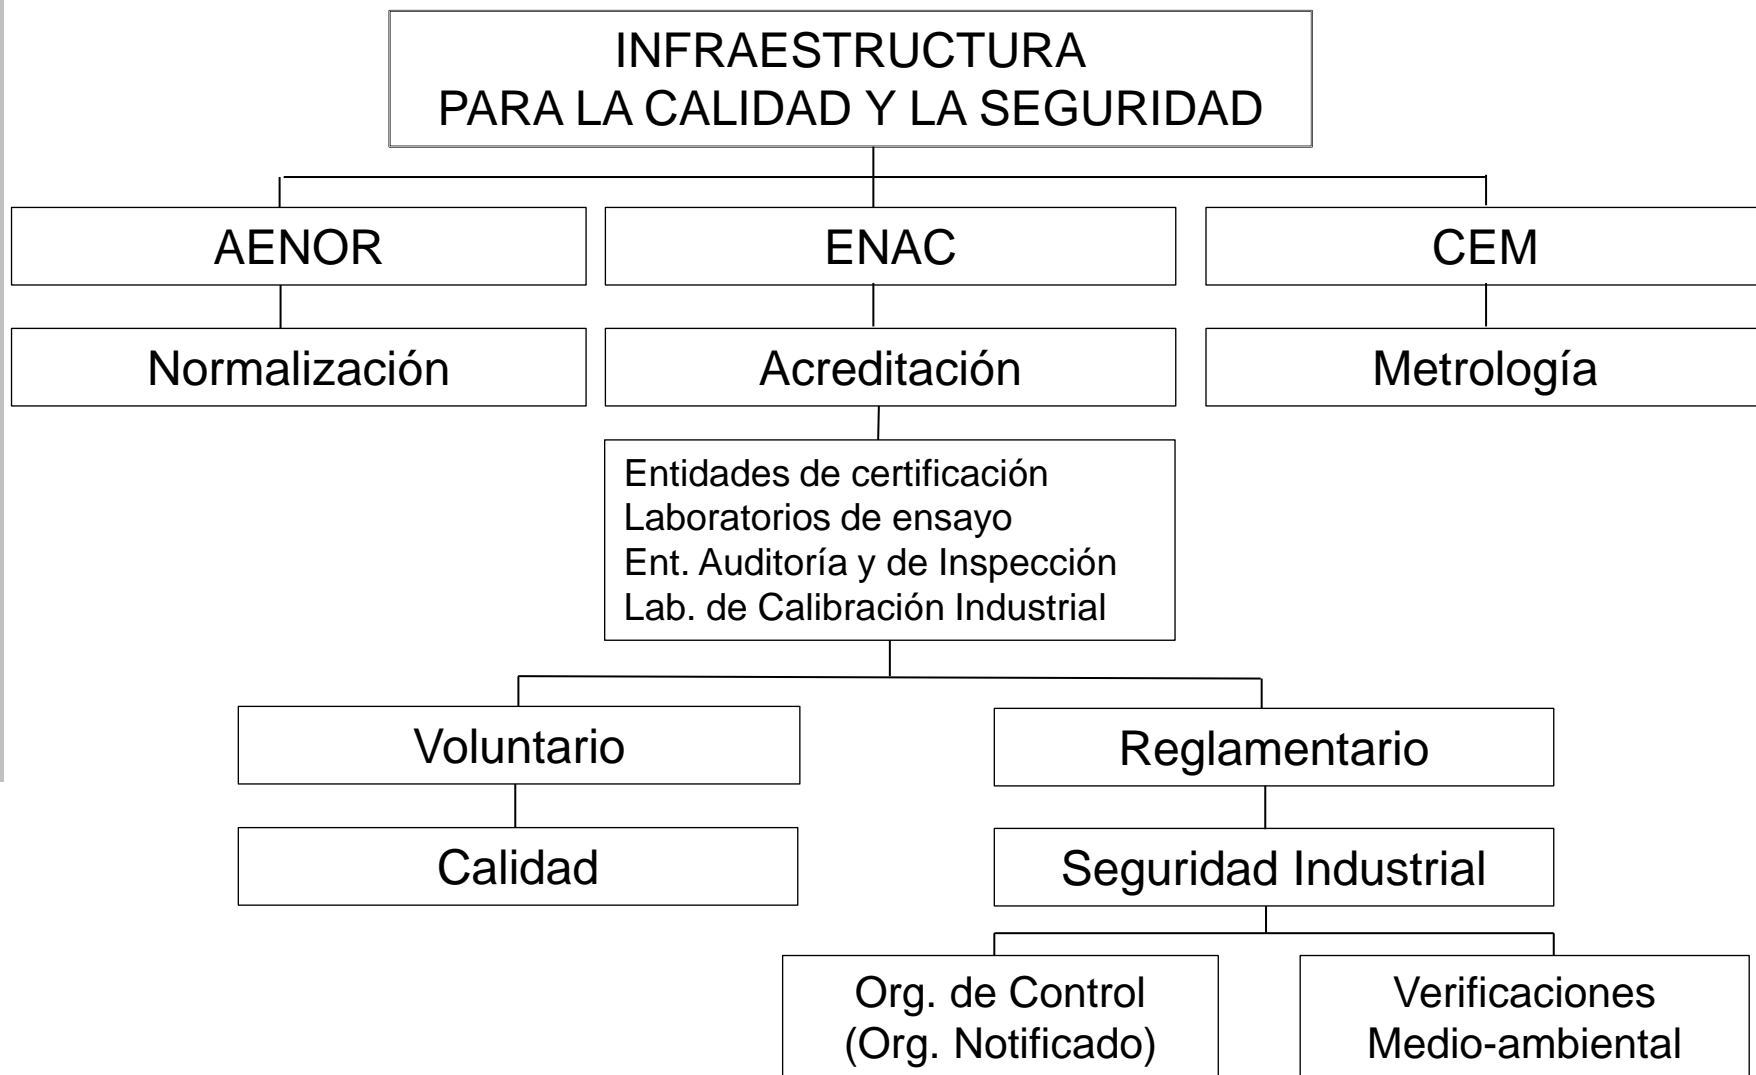 INFRAESTRUCTURA
PARA LA CALIDAD Y LA SEGURIDAD
AENOR
ENAC
CEM
Normalización
Acreditación
Metrología
Entidades de certificación
Laboratorios de ensayo
Ent. Auditoría y de Inspección
Lab. de Calibración Industrial
Voluntario
Reglamentario
Calidad
Seguridad Industrial
Org. de Control
(Org. Notificado)
Verificaciones
Medio-ambiental